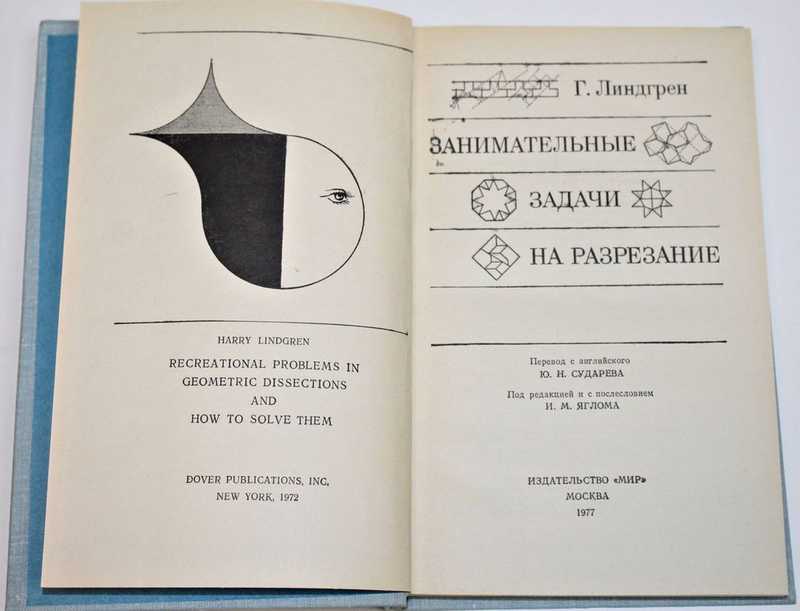 HARRY LINDGREN
RECREATIONAL PROBLEMS IN
GEOMETRIC DISSECTIONS
AND
HOW TO SOLVE THEM
DOVER PUBLICATIONS, INC.
NEW YORK, 1972
Г. Линдгрен
ЗАНИМАТЕЛЬНЫЕ
ЗАДАЧИ
НА РАЗРЕЗАНИЕ
Перевод с английского
Ю. Н. СУДАРЕВА
Под редакцией и с послесловием
И. М. ЯГЛОМА
ИЗДАТЕЛЬСТВО «МИР»
МОСКВА
1977